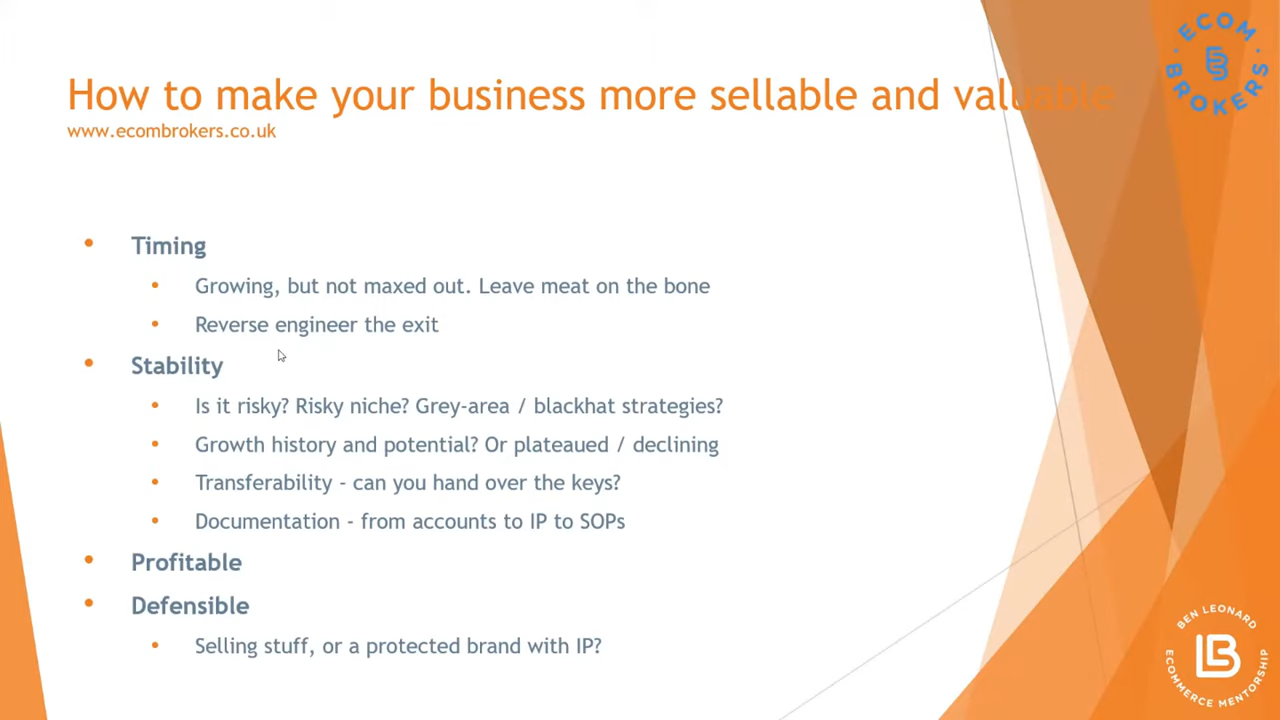 How to make your business more sellable and valuable
www.ecombrokers.co.uk
• Timing
• Growing, but not maxed out. Leave meat on the bone
• Reverse engineer the exit
• Stability
• Is it risky? Risky niche? Grey-area / blackhat strategies?
• Growth history and potential? Or plateaued / declining
• Transferability - can you hand over the keys?
• Documentation - from accounts to IP to SOPs
• Profitable
• Defensible
• Selling stuff, or a protected brand with IP?
ECOM
BROKERS
BEN LEONARD
LB
ECOMMERCE MENTORSHIP